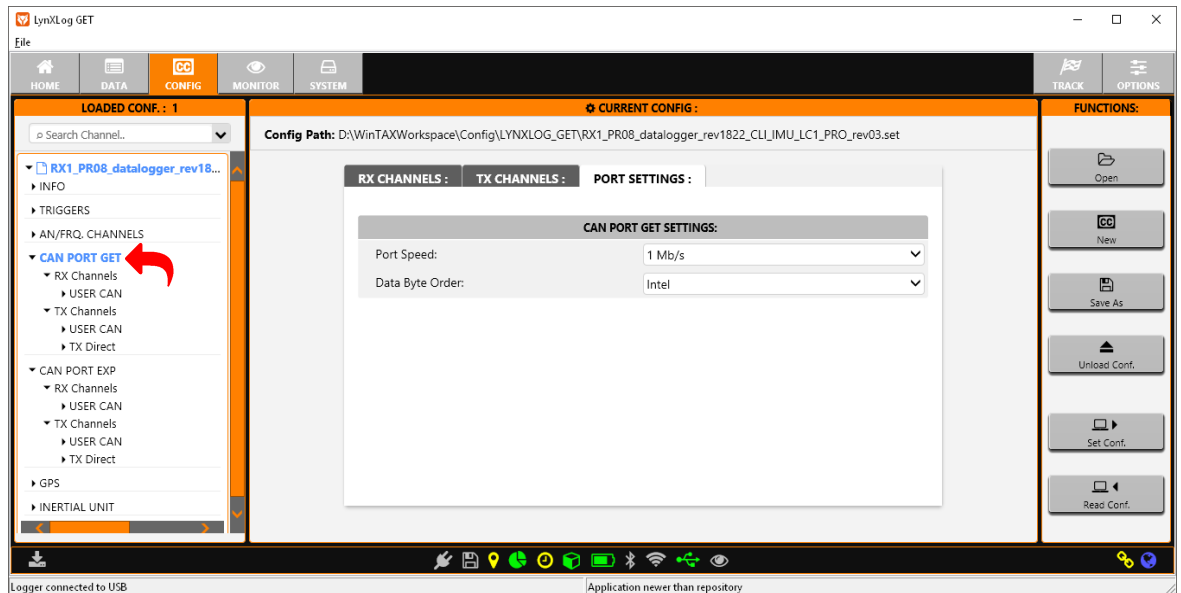 LynXLog GET
File
HOME
DATA
CC
CONFIG
MONITOR
SYSTEM
TRACK
OPTIONS
LOADED CONF. : 1
Search Channel..
RX1_PR08_datalogger_rev18...
INFO
TRIGGERS
AN/FRQ. CHANNELS
CAN PORT GET
RX Channels
USER CAN
TX Channels
USER CAN
TX Direct
CAN PORT EXP
RX Channels
USER CAN
TX Channels
USER CAN
TX Direct
GPS
INERTIAL UNIT
CURRENT CONFIG :
Config Path: D:\WinTAXWorkspace\Config\LYNXLOG_GET\RX1_PR08_datalogger_rev1822_CLI_IMU_LC1_PRO_rev03.set
RX CHANNELS :
TX CHANNELS :
PORT SETTINGS :
CAN PORT GET SETTINGS:
Port Speed: 1 Mb/s
Data Byte Order: Intel
FUNCTIONS:
Open
CC
New
Save As
Unload Conf.
Set Conf.
Read Conf.
Logger connected to USB
Application newer than repository